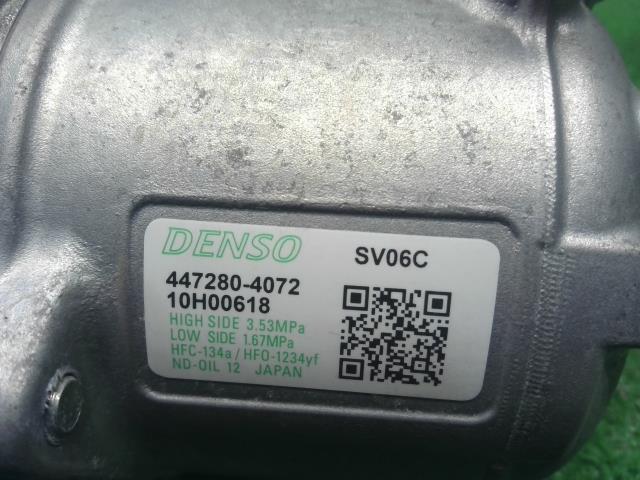 DENSO SV06C
447280-4072
10H00618
HIGH SIDE 3.53MPa
LOW SIDE 1.67MPa
HFC-134a / HFO-1234yf
ND-OIL 12 JAPAN